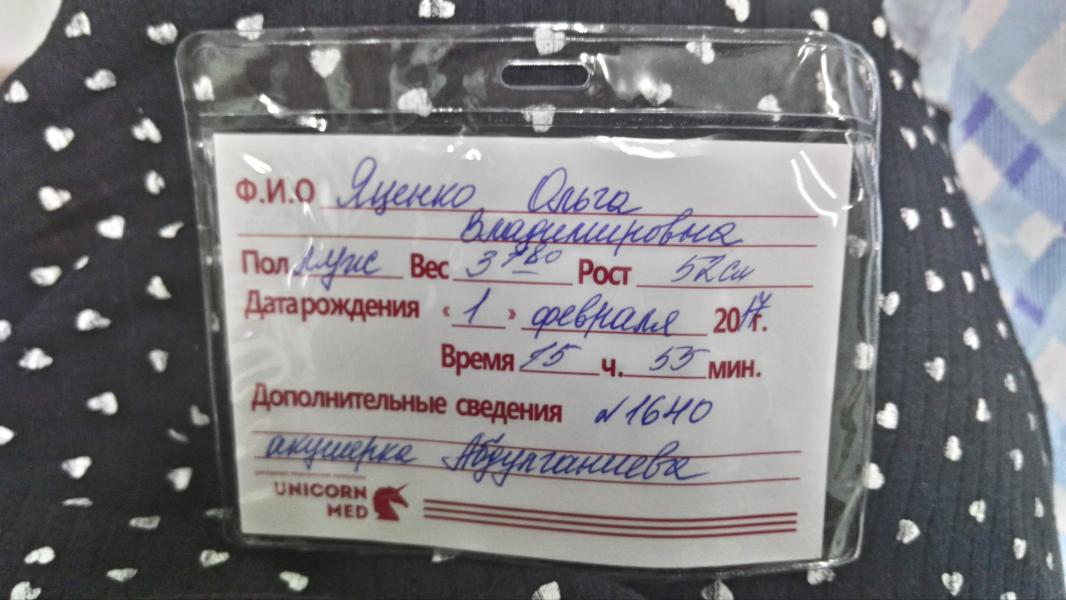 Ф.И.О Яценко Ольга
Владимировна
Пол муж Вес 3780 Рост 52см
Дата рождения «1» февраля 2017г.
Время 15 ч. 55 мин.
Дополнительные сведения №1640
акушерка Абдулганиева
UNICORN
MED